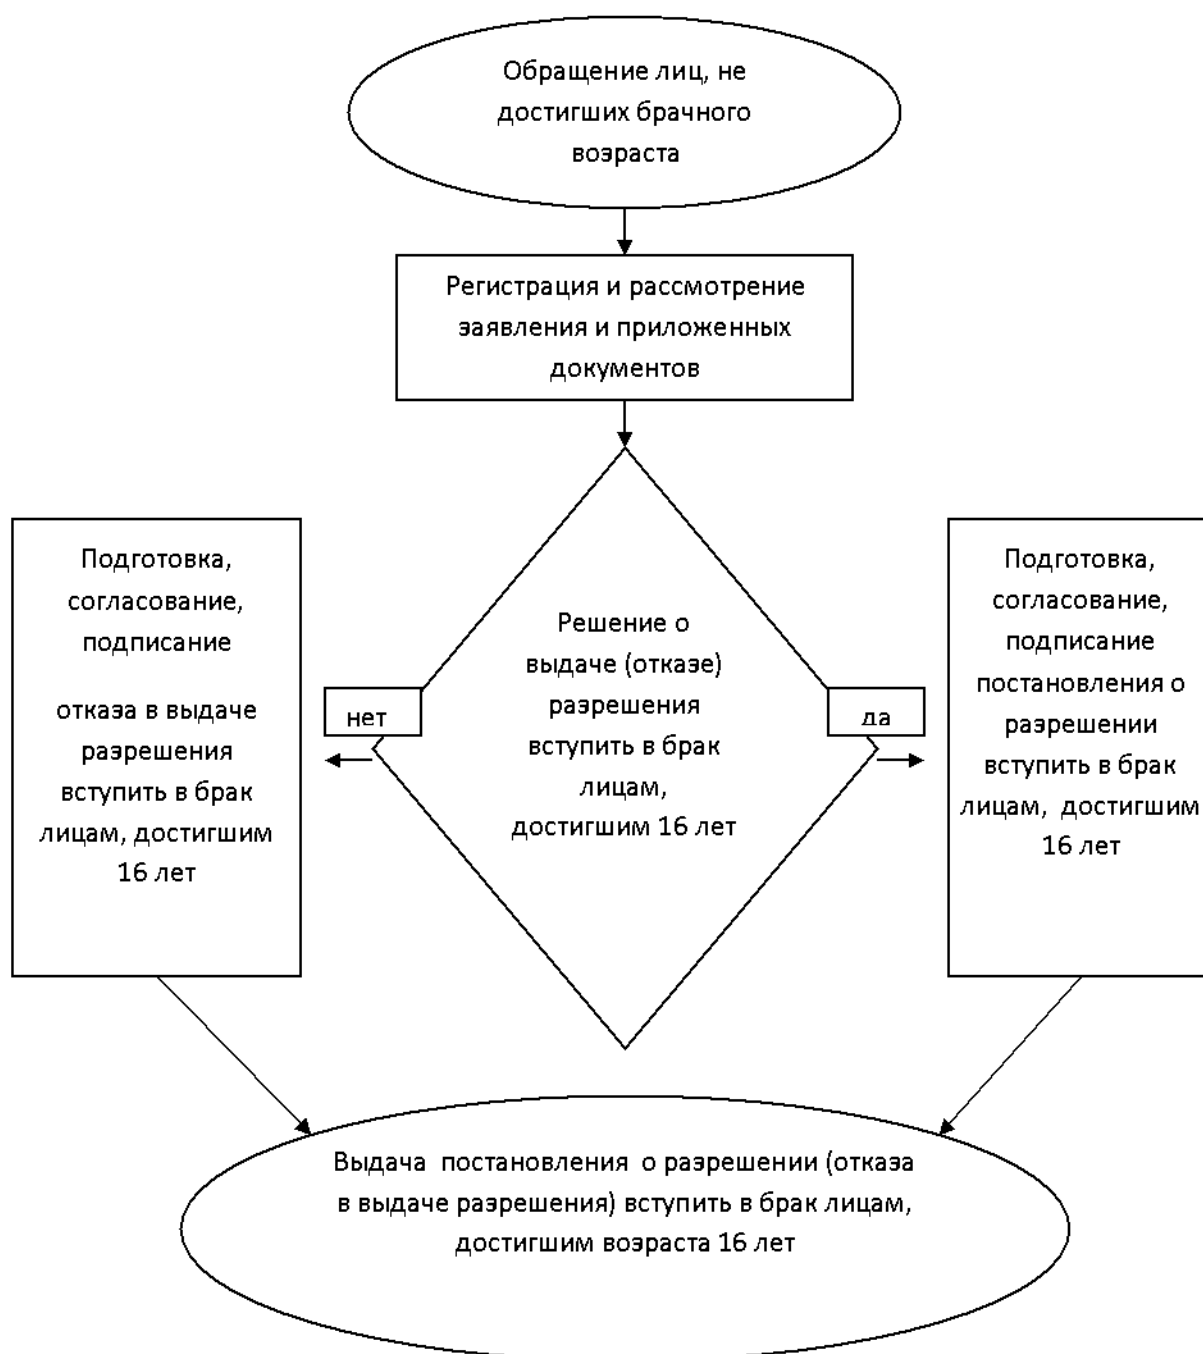 Обращение лиц, не
достигших брачного
возраста
Регистрация и рассмотрение
заявления и приложенных
документов
Подготовка,
согласование,
подписание
отказа в выдаче
разрешения
вступить в брак
лицам, достигшим
16 лет
нет
Решение о
выдаче (отказе)
разрешения
вступить в брак
лицам,
достигшим 16 лет
да
Подготовка,
согласование,
подписание
постановления о
разрешении
вступить в брак
лицам, достигшим
16 лет
Выдача постановления о разрешении (отказа
в выдаче разрешения) вступить в брак лицам,
достигшим возраста 16 лет